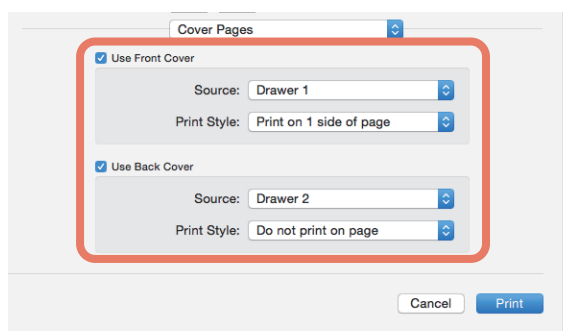 Cover Pages
Use Front Cover
Source: Drawer 1
Print Style: Print on 1 side of page
Use Back Cover
Source: Drawer 2
Print Style: Do not print on page
Cancel Print